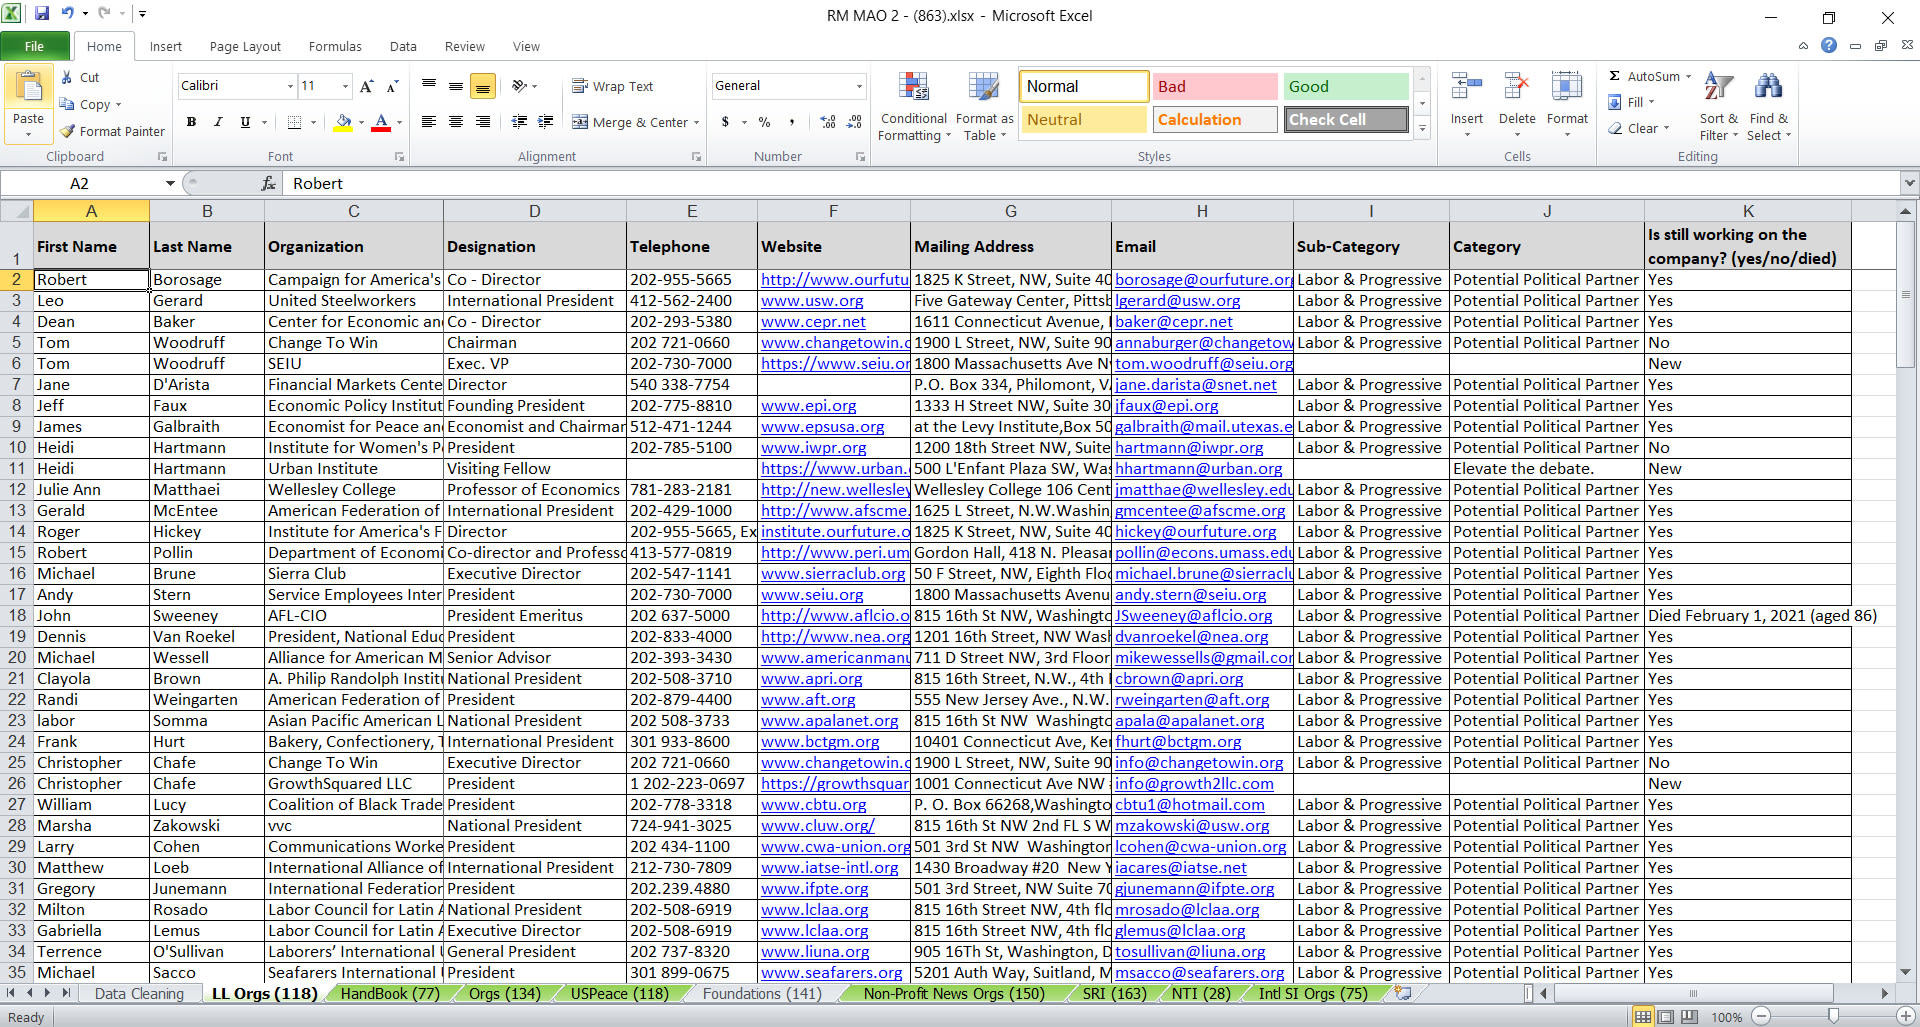 RM MAO 2 - (863).xlsx - Microsoft Excel
File Home Insert Page Layout Formulas Data Review View
Paste Cut Copy Format Painter Clipboard
Calibri 11 B I U Font
Wrap Text Merge & Center Alignment
General $ % , Number
Conditional Formatting Format as Table Normal Bad Good Neutral Calculation Check Cell Styles
Insert Delete Format Cells
AutoSum Fill Clear Sort & Filter Find & Select Editing
A2 fx Robert
A B C D E F G H I J K
1 First Name Last Name Organization Designation Telephone Website Mailing Address Email Sub-Category Category Is still working on the company? (yes/no/died)
2 Robert Borosage Campaign for America's Co - Director 202-955-5665 http://www.ourfutu 1825 K Street, NW, Suite 40 borosage@ourfuture.org Labor & Progressive Potential Political Partner Yes
3 Leo Gerard United Steelworkers International President 412-562-2400 www.usw.org Five Gateway Center, Pittsb lgerard@usw.org Labor & Progressive Potential Political Partner Yes
4 Dean Baker Center for Economic an Co - Director 202-293-5380 www.cepr.net 1611 Connecticut Avenue, baker@cepr.net Labor & Progressive Potential Political Partner Yes
5 Tom Woodruff Change To Win Chairman 202 721-0660 www.changetowin.o 1900 L Street, NW, Suite 90 annaburger@changetow Labor & Progressive Potential Political Partner No
6 Tom Woodruff SEIU Exec. VP 202-730-7000 https://www.seiu.or 1800 Massachusetts Ave N tom.woodruff@seiu.org New
7 Jane D'Arista Financial Markets Cente Director 540 338-7754 P.O. Box 334, Philomont, V jane.darista@snet.net Labor & Progressive Potential Political Partner Yes
8 Jeff Faux Economic Policy Institut Founding President 202-775-8810 www.epi.org 1333 H Street NW, Suite 30 jfaux@epi.org Labor & Progressive Potential Political Partner Yes
9 James Galbraith Economist for Peace an Economist and Chairman 512-471-1244 www.epsusa.org at the Levy Institute,Box 50 galbraith@mail.utexas.e Labor & Progressive Potential Political Partner Yes
10 Heidi Hartmann Institute for Women's P President 202-785-5100 www.iwpr.org 1200 18th Street NW, Suite hartmann@iwpr.org Labor & Progressive Potential Political Partner No
11 Heidi Hartmann Urban Institute Visiting Fellow https://www.urban. 500 L'Enfant Plaza SW, Was hhartmann@urban.org Elevate the debate. New
12 Julie Ann Matthaei Wellesley College Professor of Economics 781-283-2181 http://new.wellesley Wellesley College 106 Cent jmatthae@wellesley.edu Labor & Progressive Potential Political Partner Yes
13 Gerald McEntee American Federation of International President 202-429-1000 http://www.afscme. 1625 L Street, N.W.Washin gmcentee@afscme.org Labor & Progressive Potential Political Partner Yes
14 Roger Hickey Institute for America's F Director 202-955-5665, Ex institute.ourfuture.o 1825 K Street, NW, Suite 40 hickey@ourfuture.org Labor & Progressive Potential Political Partner Yes
15 Robert Pollin Department of Economi Co-director and Professo 413-577-0819 http://www.peri.um Gordon Hall, 418 N. Pleasa pollin@econs.umass.edu Labor & Progressive Potential Political Partner Yes
16 Michael Brune Sierra Club Executive Director 202-547-1141 www.sierraclub.org 50 F Street, NW, Eighth Floo michael.brune@sierraclu Labor & Progressive Potential Political Partner Yes
17 Andy Stern Service Employees Inter President 202-730-7000 www.seiu.org 1800 Massachusetts Avenu andy.stern@seiu.org Labor & Progressive Potential Political Partner Yes
18 John Sweeney AFL-CIO President Emeritus 202 637-5000 http://www.aflcio.o 815 16th St NW, Washingto JSweeney@aflcio.org Labor & Progressive Potential Political Partner Died February 1, 2021 (aged 86)
19 Dennis Van Roekel President, National Educ President 202-833-4000 http://www.nea.org 1201 16th Street, NW Wash dvanroekel@nea.org Labor & Progressive Potential Political Partner Yes
20 Michael Wessell Alliance for American M Senior Advisor 202-393-3430 www.americanmanu 711 D Street NW, 3rd Floor mikewessells@gmail.com Labor & Progressive Potential Political Partner Yes
21 Clayola Brown A. Philip Randolph Instit National President 202-508-3710 www.apri.org 815 16th Street, N.W., 4th cbrown@apri.org Labor & Progressive Potential Political Partner Yes
22 Randi Weingarten American Federation of President 202-879-4400 www.aft.org 555 New Jersey Ave., N.W. rweingarten@aft.org Labor & Progressive Potential Political Partner Yes
23 labor Somma Asian Pacific American L National President 202 508-3733 www.apalanet.org 815 16th St NW Washingto apala@apalanet.org Labor & Progressive Potential Political Partner Yes
24 Frank Hurt Bakery, Confectionery, T International President 301 933-8600 www.bctgm.org 10401 Connecticut Ave, Ken fhurt@bctgm.org Labor & Progressive Potential Political Partner Yes
25 Christopher Chafe Change To Win Executive Director 202 721-0660 www.changetowin.o 1900 L Street, NW, Suite 90 info@changetowin.org Labor & Progressive Potential Political Partner No
26 Christopher Chafe GrowthSquared LLC President 1 202-223-0697 https://growthsquar 1001 Connecticut Ave NW info@growth2llc.com New
27 William Lucy Coalition of Black Trade President 202-778-3318 www.cbtu.org P. O. Box 66268,Washingto cbtu1@hotmail.com Labor & Progressive Potential Political Partner Yes
28 Marsha Zakowski vvc National President 724-941-3025 www.cluw.org/ 815 16th St NW 2nd FL S W mzakowski@usw.org Labor & Progressive Potential Political Partner Yes
29 Larry Cohen Communications Worke President 202 434-1100 www.cwa-union.org 501 3rd St NW Washington lcohen@cwa-union.org Labor & Progressive Potential Political Partner Yes
30 Matthew Loeb International Alliance of International President 212-730-7809 www.iatse-intl.org 1430 Broadway #20 New Y iacares@iatse.net Labor & Progressive Potential Political Partner Yes
31 Gregory Junemann International Federation President 202.239.4880 www.ifpte.org 501 3rd Street, NW Suite 70 gjunemann@ifpte.org Labor & Progressive Potential Political Partner Yes
32 Milton Rosado Labor Council for Latin A National President 202-508-6919 www.lclaa.org 815 16th Street NW, 4th flo mrosado@lclaa.org Labor & Progressive Potential Political Partner Yes
33 Gabriella Lemus Labor Council for Latin A Executive Director 202-508-6919 www.lclaa.org 815 16th Street NW, 4th flo glemus@lclaa.org Labor & Progressive Potential Political Partner Yes
34 Terrence O'Sullivan Laborers’ International U General President 202 737-8320 www.liuna.org 905 16Th St, Washington, D tosullivan@liuna.org Labor & Progressive Potential Political Partner Yes
35 Michael Sacco Seafarers International U President 301 899-0675 www.seafarers.org 5201 Auth Way, Suitland, M msacco@seafarers.org Labor & Progressive Potential Political Partner Yes
Data Cleaning LL Orgs (118) HandBook (77) Orgs (134) USPeace (118) Foundations (141) Non-Profit News Orgs (150) SRI (163) NTI (28) Intl SI Orgs (75)
Ready 100%